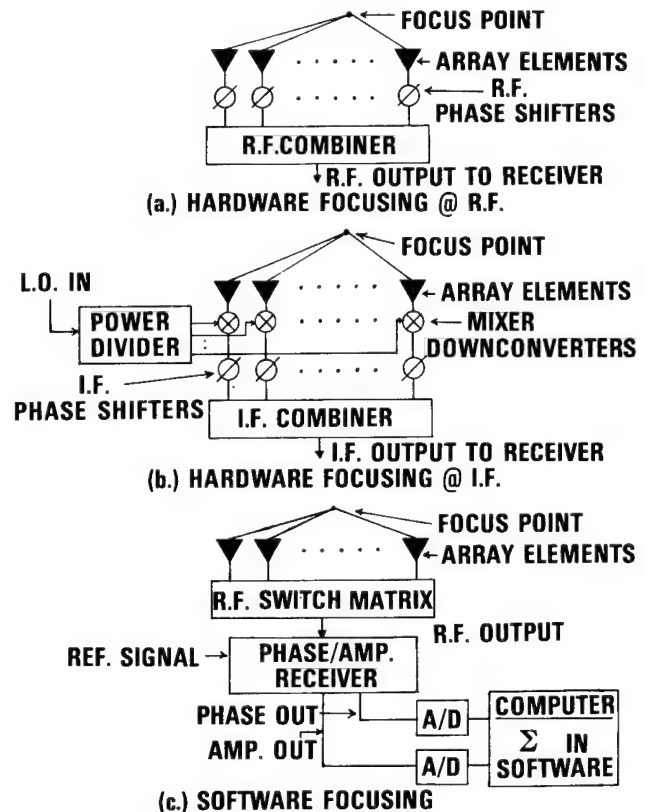 FOCUS POINT
ARRAY ELEMENTS
R.F.
PHASE SHIFTERS
R.F.COMBINER
R.F. OUTPUT TO RECEIVER
(a.) HARDWARE FOCUSING @ R.F.
FOCUS POINT
L.O. IN
ARRAY ELEMENTS
POWER
DIVIDER
MIXER
DOWNCONVERTERS
I.F.
PHASE SHIFTERS
I.F. COMBINER
I.F. OUTPUT TO RECEIVER
(b.) HARDWARE FOCUSING @ I.F.
FOCUS POINT
ARRAY ELEMENTS
R.F. SWITCH MATRIX
R.F. OUTPUT
REF. SIGNAL
PHASE/AMP.
RECEIVER
PHASE OUT
AMP. OUT
A/D
A/D
COMPUTER
Σ IN
SOFTWARE
(c.) SOFTWARE FOCUSING